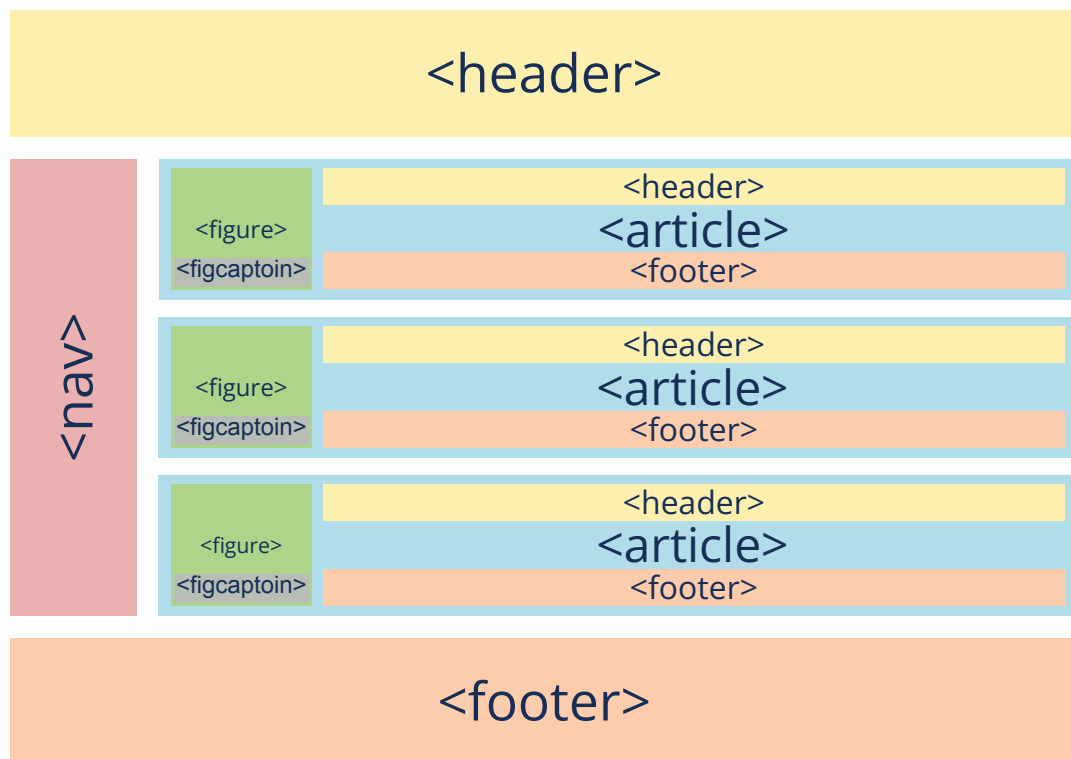 <header>
<nav>
<header>
<figure>
<article>
<figcaptoin>
<footer>
<header>
<figure>
<article>
<figcaptoin>
<footer>
<header>
<figure>
<article>
<figcaptoin>
<footer>
<footer>